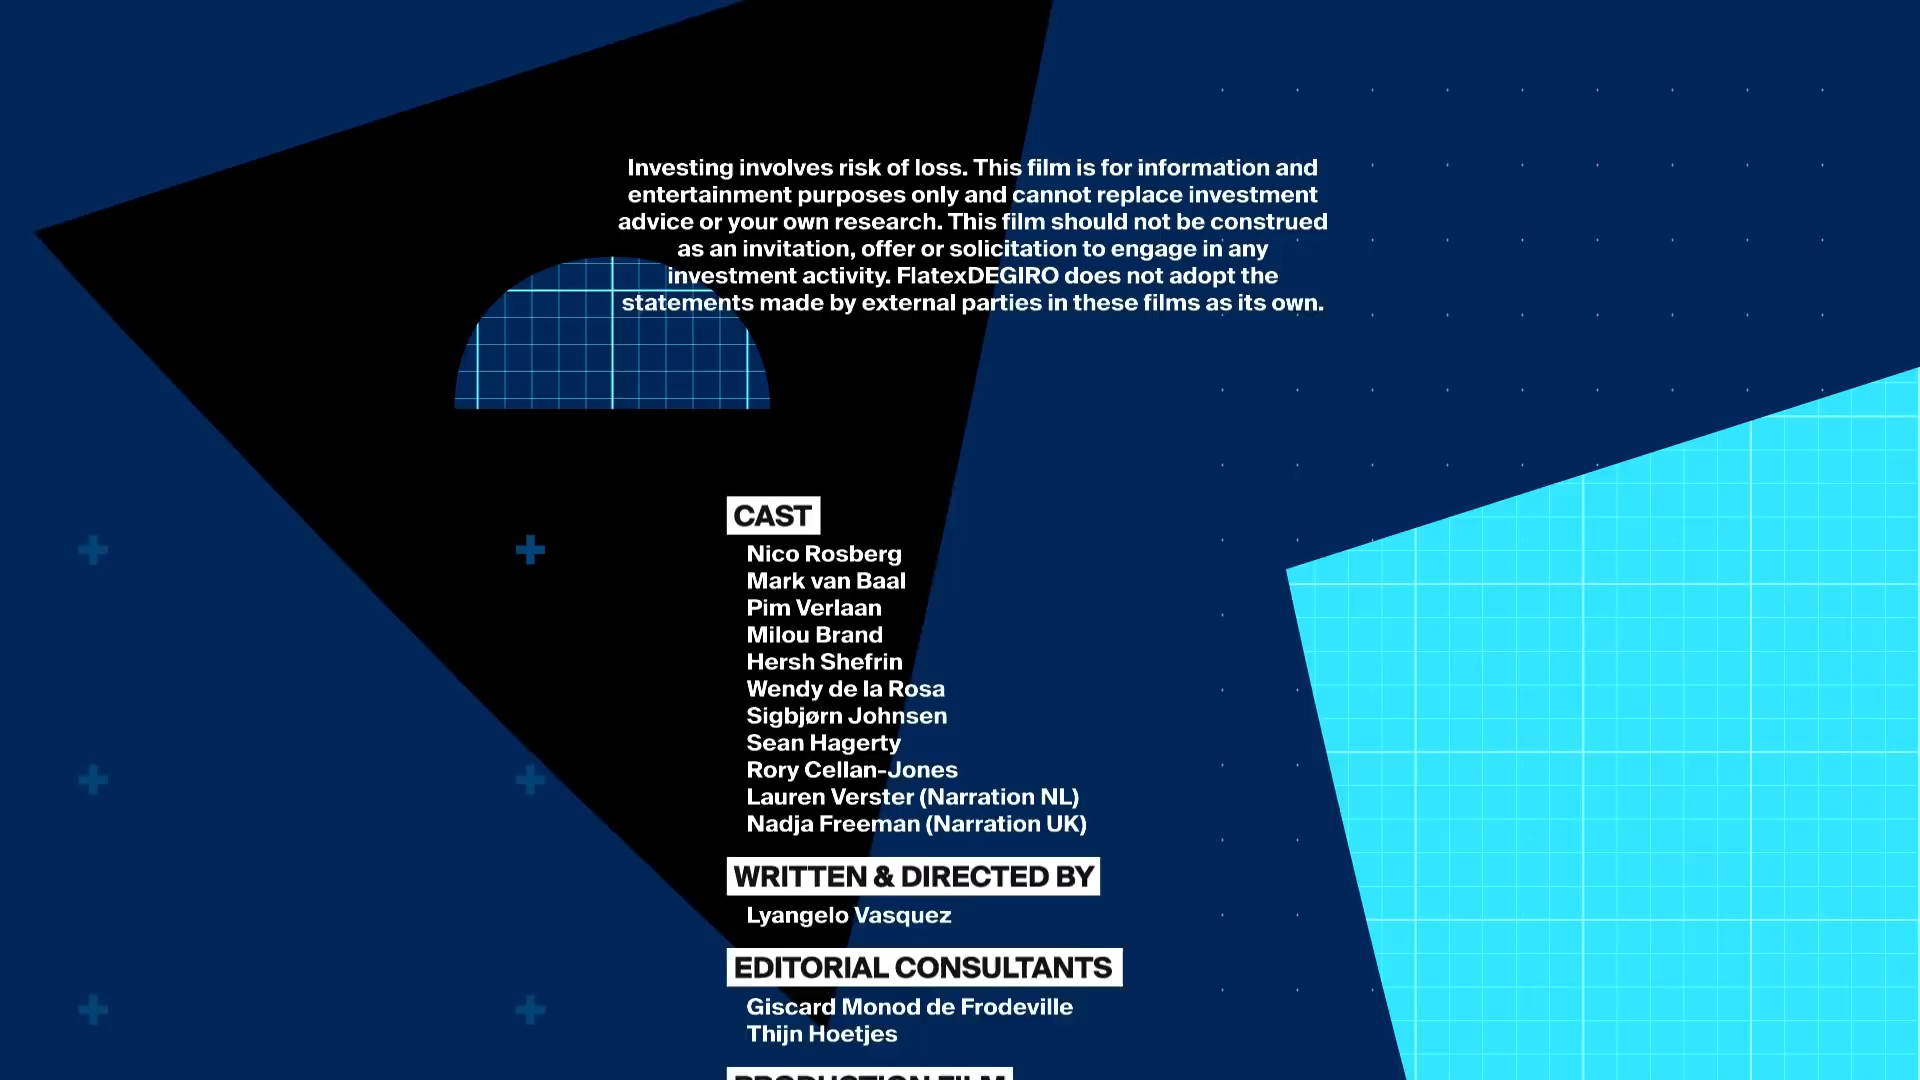 Investing involves risk of loss. This film is for information and
entertainment purposes only and cannot replace investment
advice or your own research. This film should not be construed
as an invitation, offer or solicitation to engage in any
investment activity. FlatexDEGIRO does not adopt the
statements made by external parties in these films as its own.
CAST
Nico Rosberg
Mark van Baal
Pim Verlaan
Milou Brand
Hersh Shefrin
Wendy de la Rosa
Sigbjørn Johnsen
Sean Hagerty
Rory Cellan-Jones
Lauren Verster (Narration NL)
Nadja Freeman (Narration UK)
WRITTEN & DIRECTED BY
Lyangelo Vasquez
EDITORIAL CONSULTANTS
Giscard Monod de Frodeville
Thijn Hoetjes
PRODUCTION FILM